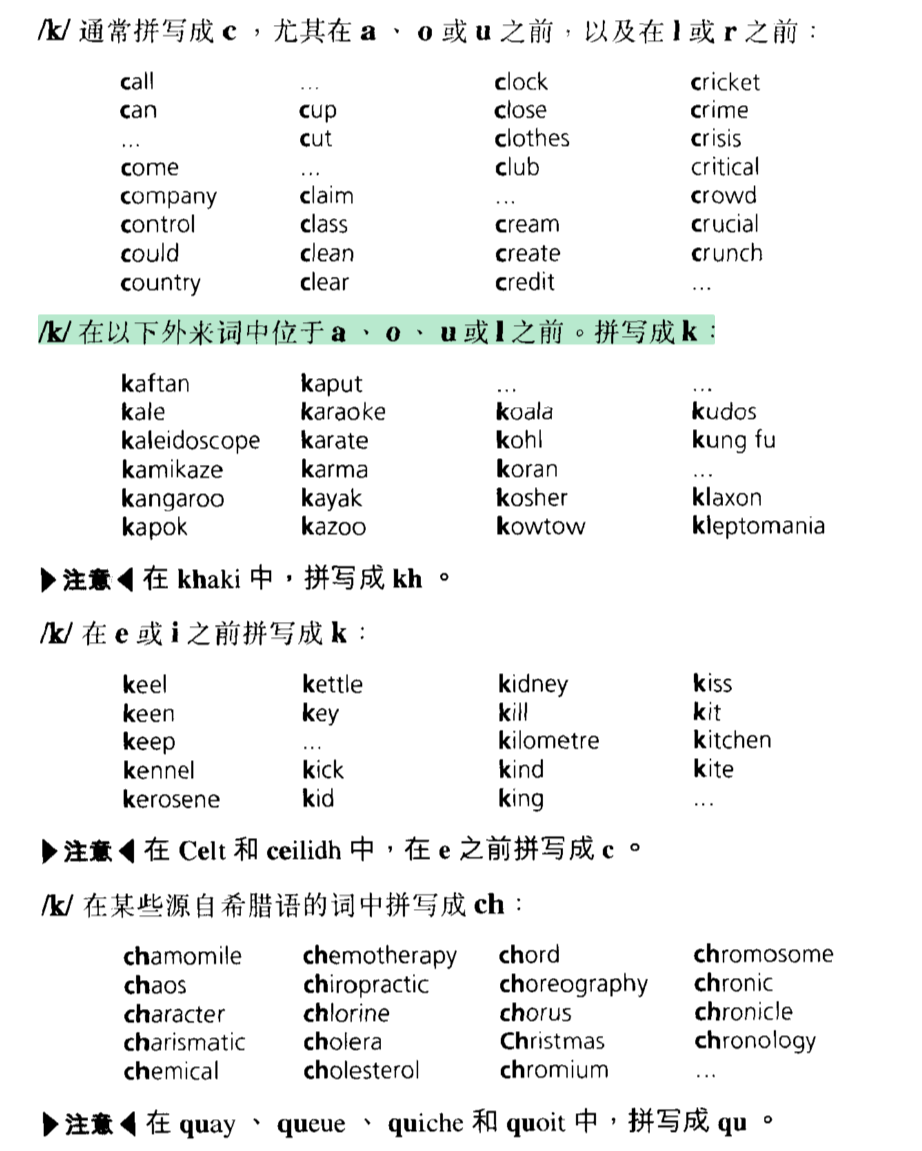 /k/ 通常拼写成 c ，尤其在 a 、 o 或 u 之前，以及在 l 或 r 之前：
call ... clock cricket
can cup close crime
... cut clothes crisis
come ... club critical
company claim ... crowd
control class cream crucial
could clean create crunch
country clear credit ...
/k/ 在以下外来词中位于 a 、 o 、 u 或 l 之前。拼写成 k：
kaftan kaput ... ...
kale karaoke koala kudos
kaleidoscope karate kohl kung fu
kamikaze karma koran ...
kangaroo kayak kosher klaxon
kapok kazoo kowtow kleptomania
▶注意◀ 在 khaki 中，拼写成 kh 。
/k/ 在 e 或 i 之前拼写成 k：
keel kettle kidney kiss
keen key kill kit
keep ... kilometre kitchen
kennel kick kind kite
kerosene kid king ...
▶注意◀ 在 Celt 和 ceilidh 中，在 e 之前拼写成 c 。
/k/ 在某些源自希腊语的词中拼写成 ch：
chamomile chemotherapy chord chromosome
chaos chiropractic choreography chronic
character chlorine chorus chronicle
charismatic cholera Christmas chronology
chemical cholesterol chromium ...
▶注意◀ 在 quay 、 queue 、 quiche 和 quoit 中，拼写成 qu 。